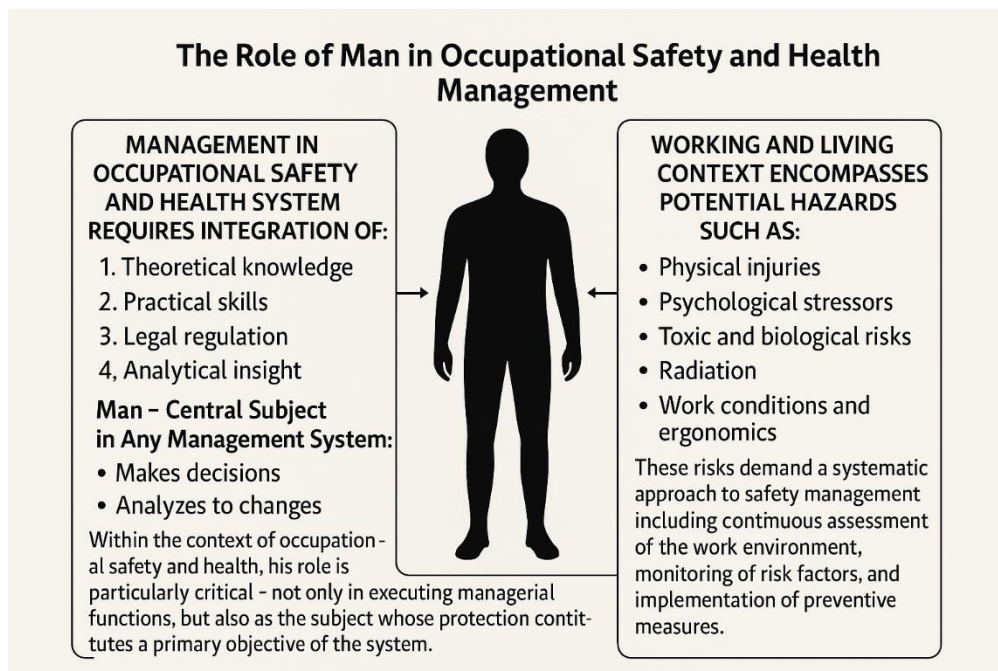 The Role of Man in Occupational Safety and Health
Management
MANAGEMENT IN
OCCUPATIONAL SAFETY
AND HEALTH SYSTEM
REQUIRES INTEGRATION OF:
1. Theoretical knowledge
2. Practical skills
3. Legal regulation
4, Analytical insight
Man – Central Subject
in Any Management System:
• Makes decisions
• Analyzes to changes
Within the context of occupation-
al safety and health, his role is
particularly critical – not only in executing managerial
functions, but also as the subject whose protection contit-
tutes a primary objective of the system.
WORKING AND LIVING
CONTEXT ENCOMPASSES
POTENTIAL HAZARDS
SUCH AS:
• Physical injuries
• Psychological stressors
• Toxic and biological risks
• Radiation
• Work conditions and
ergonomics
These risks demand a systematic
approach to safety management
including contmuous assessment
of the work environment,
monitoring of risk factors, and
implementation of preventive
measures.